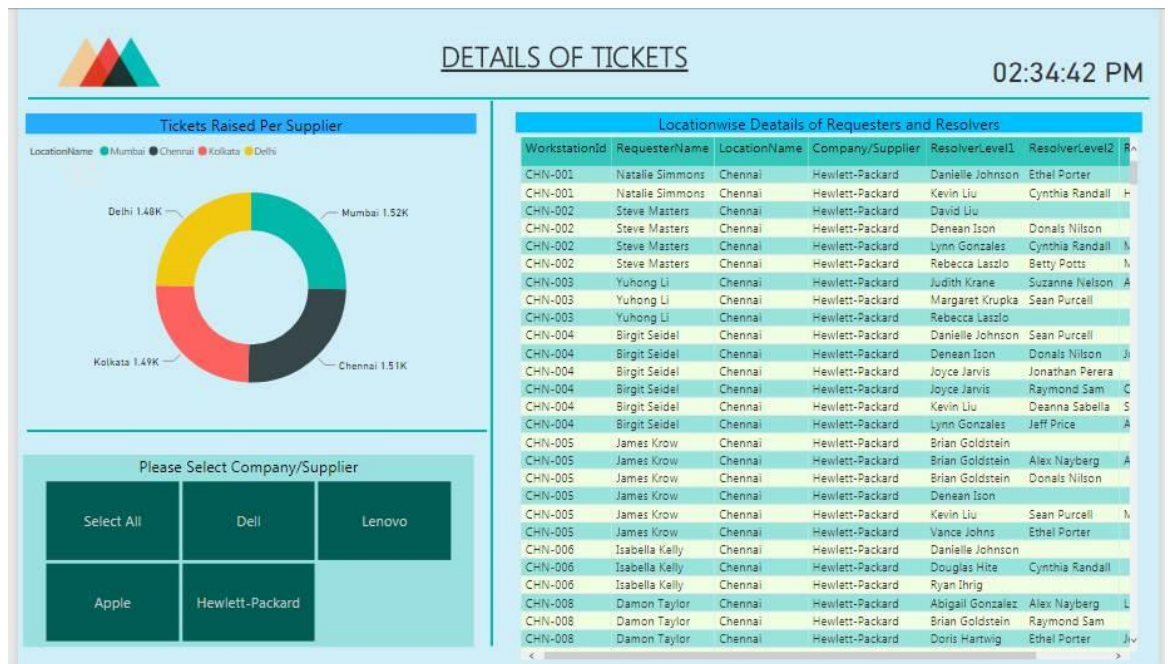 DETAILS OF TICKETS
02:34:42 PM
Tickets Raised Per Supplier
LocationName Mumbai Chennai Kolkata Delhi
Delhi 1.48K
Mumbai 1.52K
Kolkata 1.49K
Chennai 1.51K
Please Select Company/Supplier
Select All Dell Lenovo
Apple Hewlett-Packard
Locationwise Deatails of Requesters and Resolvers
WorkstationId RequesterName LocationName Company/Supplier ResolverLevel1 ResolverLevel2 R
CHN-001 Natalie Simmons Chennai Hewlett-Packard Danielle Johnson Ethel Porter
CHN-001 Natalie Simmons Chennai Hewlett-Packard Kevin Liu Cynthia Randall H
CHN-002 Steve Masters Chennai Hewlett-Packard David Liu
CHN-002 Steve Masters Chennai Hewlett-Packard Denean Ison Donals Nilson
CHN-002 Steve Masters Chennai Hewlett-Packard Lynn Gonzales Cynthia Randall
CHN-002 Steve Masters Chennai Hewlett-Packard Rebecca Laszlo Betty Potts
CHN-003 Yuhong Li Chennai Hewlett-Packard Judith Krane Suzanne Nelson A
CHN-003 Yuhong Li Chennai Hewlett-Packard Margaret Krupka Sean Purcell
CHN-003 Yuhong Li Chennai Hewlett-Packard Rebecca Laszlo
CHN-004 Birgit Seidel Chennai Hewlett-Packard Danielle Johnson Sean Purcell
CHN-004 Birgit Seidel Chennai Hewlett-Packard Denean Ison Donals Nilson
CHN-004 Birgit Seidel Chennai Hewlett-Packard Joyce Jarvis Jonathan Perera
CHN-004 Birgit Seidel Chennai Hewlett-Packard Joyce Jarvis Raymond Sam C
CHN-004 Birgit Seidel Chennai Hewlett-Packard Kevin Liu Deanna Sabella S
CHN-004 Birgit Seidel Chennai Hewlett-Packard Lynn Gonzales Jeff Price A
CHN-005 James Krow Chennai Hewlett-Packard Brian Goldstein
CHN-005 James Krow Chennai Hewlett-Packard Brian Goldstein Alex Nayberg A
CHN-005 James Krow Chennai Hewlett-Packard Brian Goldstein Donals Nilson
CHN-005 James Krow Chennai Hewlett-Packard Denean Ison
CHN-005 James Krow Chennai Hewlett-Packard Kevin Liu Sean Purcell
CHN-005 James Krow Chennai Hewlett-Packard Vance Johns Ethel Porter
CHN-006 Isabella Kelly Chennai Hewlett-Packard Danielle Johnson
CHN-006 Isabella Kelly Chennai Hewlett-Packard Douglas Hite Cynthia Randall
CHN-006 Isabella Kelly Chennai Hewlett-Packard Ryan Ihrig
CHN-008 Damon Taylor Chennai Hewlett-Packard Abigail Gonzalez Alex Nayberg L
CHN-008 Damon Taylor Chennai Hewlett-Packard Brian Goldstein Raymond Sam
CHN-008 Damon Taylor Chennai Hewlett-Packard Doris Hartwig Ethel Porter